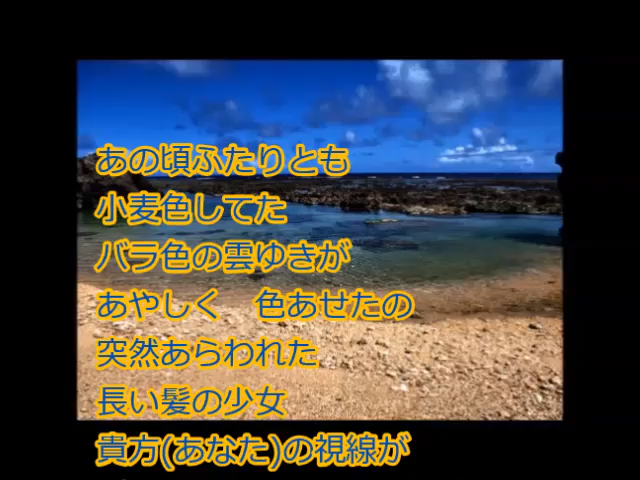 あの頃ふたりとも
小麦色してた
バラ色の雲ゆきが
あやしく　色あせたの
突然あらわれた
長い髪の少女
貴方(あなた)の視線が